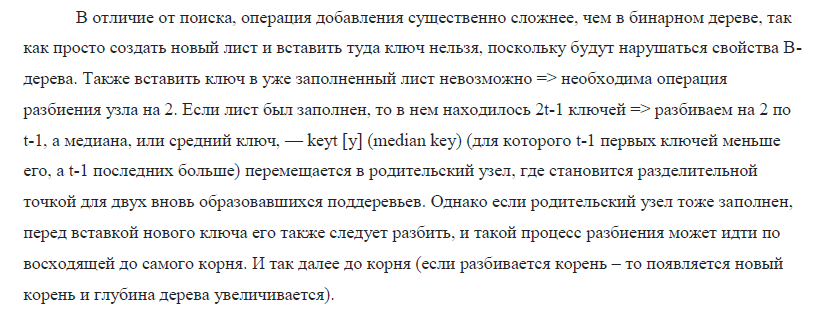 В отличие от поиска, операция добавления существенно сложнее, чем в бинарном дереве, так
как просто создать новый лист и вставить туда ключ нельзя, поскольку будут нарушаться свойства В-
дерева. Также вставить ключ в уже заполненный лист невозможно => необходима операция
разбиения узла на 2. Если лист был заполнен, то в нем находилось 2t-1 ключей => разбиваем на 2 по
t-1, а медиана, или средний ключ, — keyt [y] (median key) (для которого t-1 первых ключей меньше
его, а t-1 последних больше) перемещается в родительский узел, где становится разделительной
точкой для двух вновь образовавшихся поддеревьев. Однако если родительский узел тоже заполнен,
перед вставкой нового ключа его также следует разбить, и такой процесс разбиения может идти по
восходящей до самого корня. И так далее до корня (если разбивается корень – то появляется новый
корень и глубина дерева увеличивается).